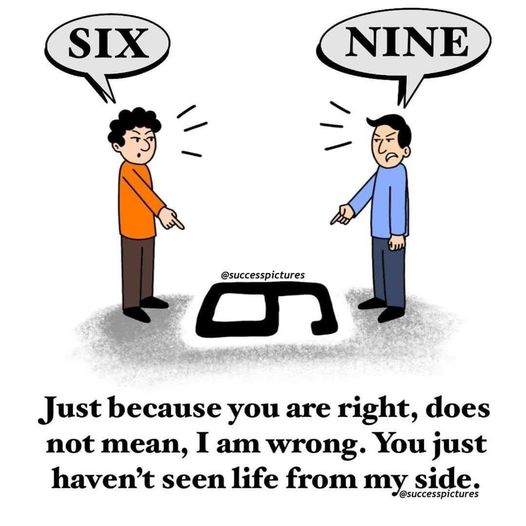 SIX
NINE
@successpictures
Just because you are right, does
not mean, I am wrong. You just
haven't seen life from my side.
@successpictures